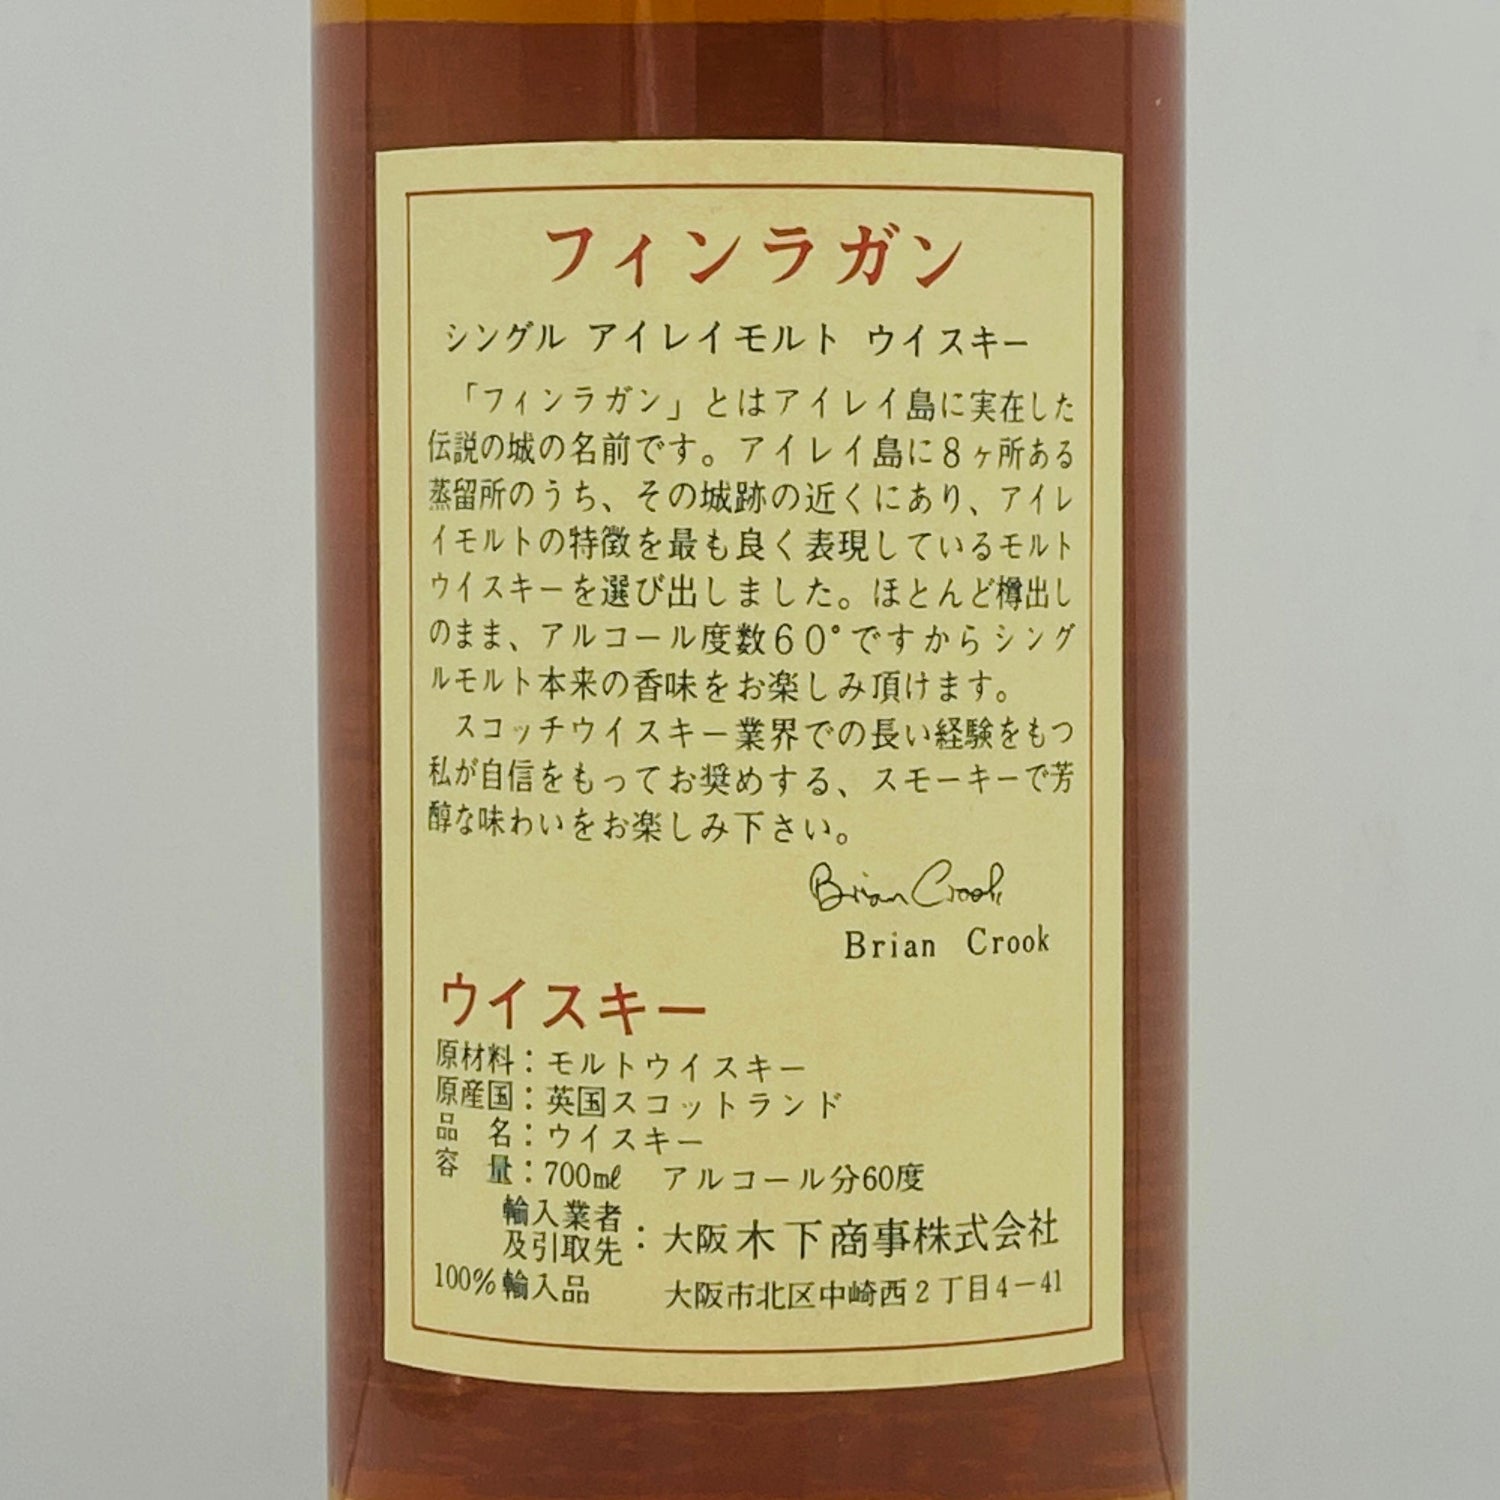 フィンラガン
シングル アイレイモルト ウイスキー
「フィンラガン」とはアイレイ島に実在した
伝説の城の名前です。アイレイ島に8ヶ所ある
蒸留所のうち、その城跡の近くにあり、アイレ
イモルトの特徴を最も良く表現しているモルト
ウイスキーを選び出しました。ほとんど樽出し
のまま、アルコール度数60°ですからシング
ルモルト本来の香味をお楽しみ頂けます。
スコッチウイスキー業界での長い経験をもつ
私が自信をもってお奨めする、スモーキーで芳
醇な味わいをお楽しみ下さい。
Brian Crook
Brian Crook
ウイスキー
原材料：モルトウイスキー
原産国：英国スコットランド
品　名：ウイスキー
容　量：700㎖　アルコール分60度
輸入業者
及引取先：大阪木下商事株式会社
100％輸入品　大阪市北区中崎西2丁目4−41